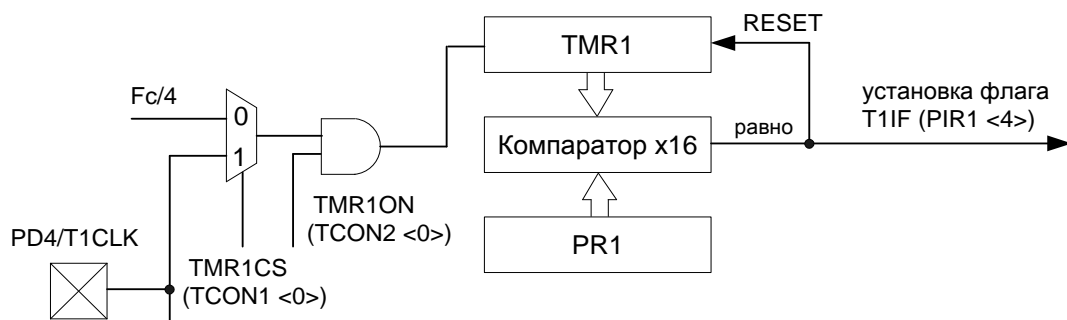 RESET
TMR1
Fc/4
0
1
установка флага
T1IF (PIR1 <4>)
Компаратор x16
равно
TMR1ON
(TCON2 <0>)
PD4/T1CLK
PR1
TMR1CS
(TCON1 <0>)